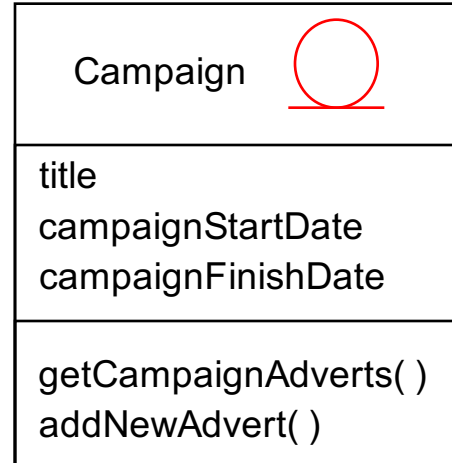 Campaign
title
campaignStartDate
campaignFinishDate
getCampaignAdverts( )
addNewAdvert( )